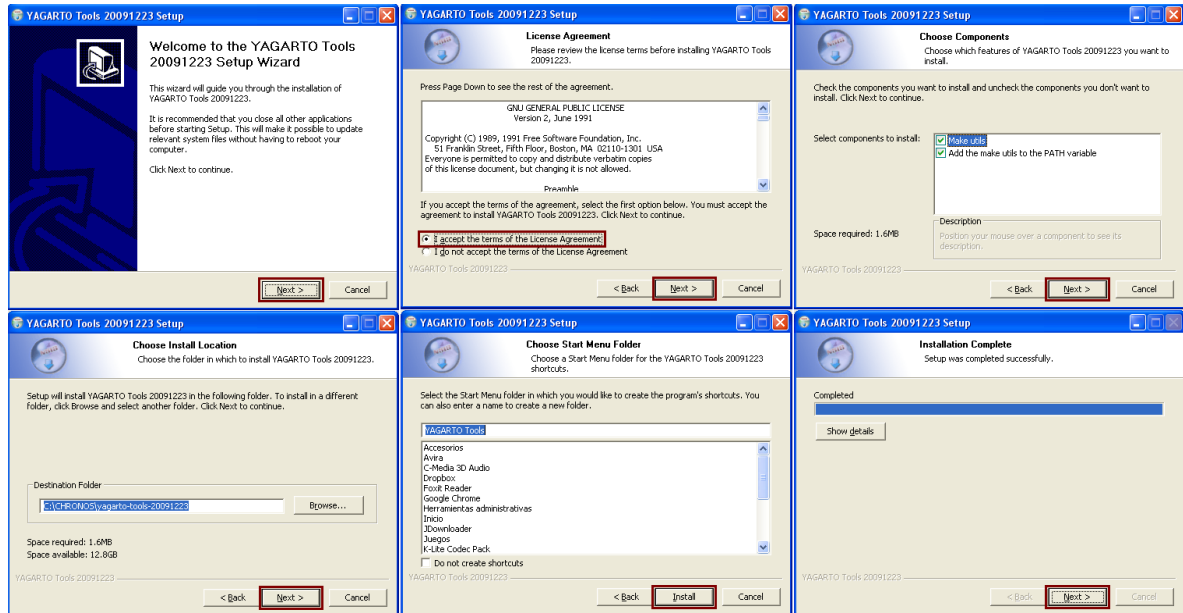 YAGARTO Tools 20091223 Setup
Welcome to the YAGARTO Tools
20091223 Setup Wizard
This wizard will guide you through the installation of
YAGARTO Tools 20091223.
It is recommended that you close all other applications
before starting Setup. This will make it possible to update
relevant system files without having to reboot your
computer.
Click Next to continue.
Next >
Cancel
YAGARTO Tools 20091223 Setup
License Agreement
Please review the license terms before installing YAGARTO Tools
20091223.
Press Page Down to see the rest of the agreement.
GNU GENERAL PUBLIC LICENSE
Version 2, June 1991
Copyright (C) 1989, 1991 Free Software Foundation, Inc.
51 Franklin Street, Fifth Floor, Boston, MA 02110-1301 USA
Everyone is permitted to copy and distribute verbatim copies
of this license document, but changing it is not allowed.
Preamble
If you accept the terms of the agreement, select the first option below. You must accept the
agreement to install YAGARTO Tools 20091223. Click Next to continue.
I accept the terms of the License Agreement
I do not accept the terms of the License Agreement
YAGARTO Tools 20091223
< Back
Next >
Cancel
YAGARTO Tools 20091223 Setup
Choose Components
Choose which features of YAGARTO Tools 20091223 you want to
install.
Check the components you want to install and uncheck the components you don't want to
install. Click Next to continue.
Select components to install:
Make utils
Add the make utils to the PATH variable
Description
Position your mouse over a component to see its
description.
Space required: 1.6MB
YAGARTO Tools 20091223
< Back
Next >
Cancel
YAGARTO Tools 20091223 Setup
Choose Install Location
Choose the folder in which to install YAGARTO Tools 20091223.
Setup will install YAGARTO Tools 20091223 in the following folder. To install in a different
folder, click Browse and select another folder. Click Next to continue.
Destination Folder
C:\CHRONOS\yagarto-tools-20091223
Browse...
Space required: 1.6MB
Space available: 12.8GB
YAGARTO Tools 20091223
< Back
Next >
Cancel
YAGARTO Tools 20091223 Setup
Choose Start Menu Folder
Choose a Start Menu folder for the YAGARTO Tools 20091223
shortcuts.
Select the Start Menu folder in which you would like to create the program's shortcuts. You
can also enter a name to create a new folder.
YAGARTO Tools
Accesorios
Avira
C-Media 3D Audio
Dropbox
Foxit Reader
Google Chrome
Herramientas administrativas
Inicio
JDownloader
Juegos
K-Lite Codec Pack
Do not create shortcuts
YAGARTO Tools 20091223
< Back
Install
Cancel
YAGARTO Tools 20091223 Setup
Installation Complete
Setup was completed successfully.
Completed
Show details
YAGARTO Tools 20091223
< Back
Next >
Cancel